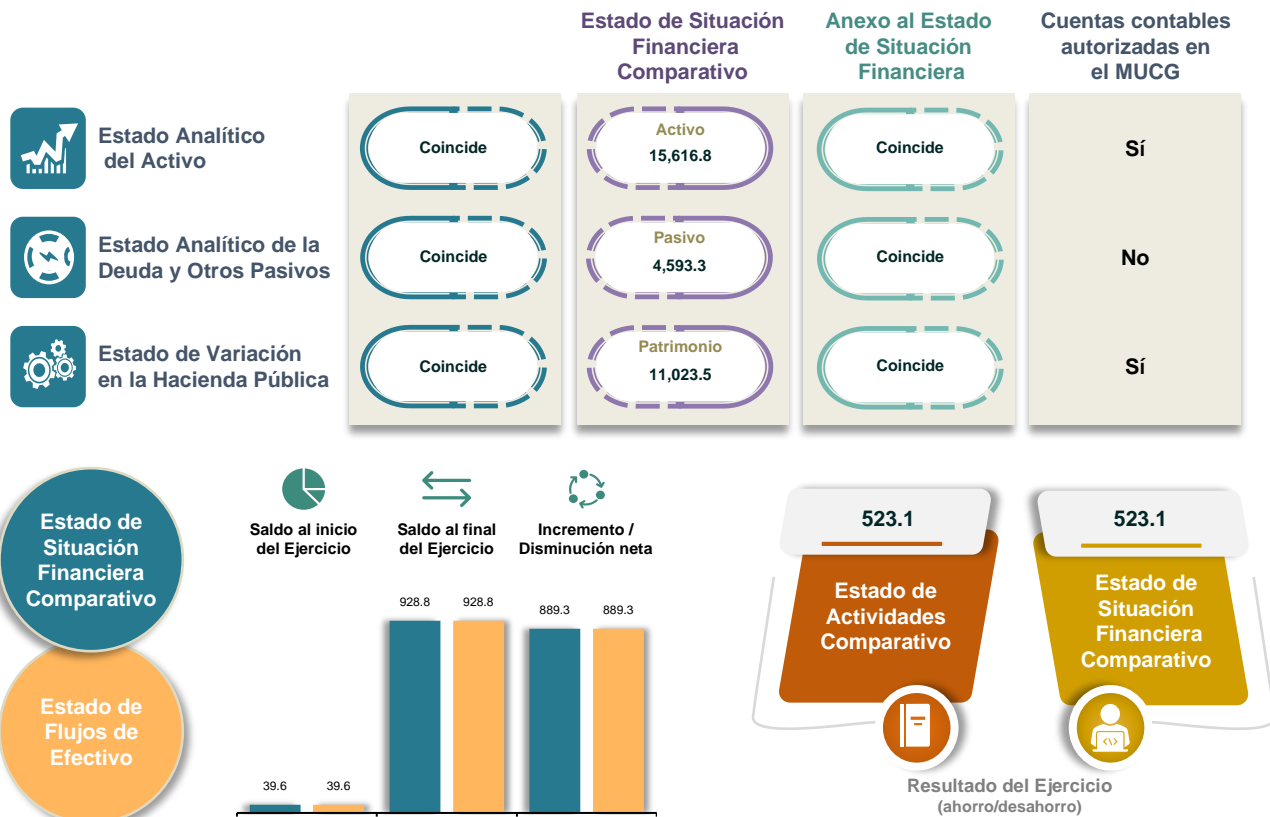 Estado de Situación
Financiera
Comparativo
Anexo al Estado
de Situación
Financiera
Cuentas contables
autorizadas en
el MUCG
Estado Analítico
del Activo
Coincide
Activo
15,616.8
Coincide
Sí
Estado Analítico de la
Deuda y Otros Pasivos
Coincide
Pasivo
4,593.3
Coincide
No
Estado de Variación
en la Hacienda Pública
Coincide
Patrimonio
11,023.5
Coincide
Sí
Estado de
Situación
Financiera
Comparativo
Estado de
Flujos de
Efectivo
Saldo al inicio
del Ejercicio
Saldo al final
del Ejercicio
Incremento /
Disminución neta
39.6
39.6
928.8
928.8
889.3
889.3
523.1
Estado de
Actividades
Comparativo
523.1
Estado de
Situación
Financiera
Comparativo
Resultado del Ejercicio
(ahorro/desahorro)